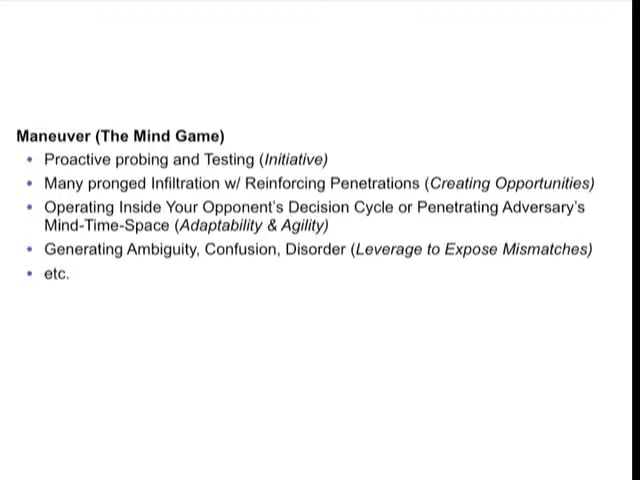 Maneuver (The Mind Game)
• Proactive probing and Testing (Initiative)
• Many pronged Infiltration w/ Reinforcing Penetrations (Creating Opportunities)
• Operating Inside Your Opponent's Decision Cycle or Penetrating Adversary's
Mind-Time-Space (Adaptability & Agility)
• Generating Ambiguity, Confusion, Disorder (Leverage to Expose Mismatches)
• etc.